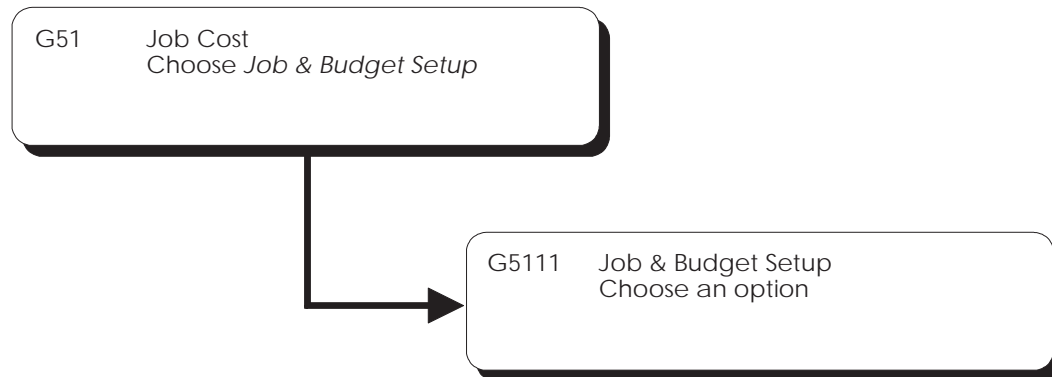 G51 Job Cost
Choose Job & Budget Setup
G5111 Job & Budget Setup
Choose an option